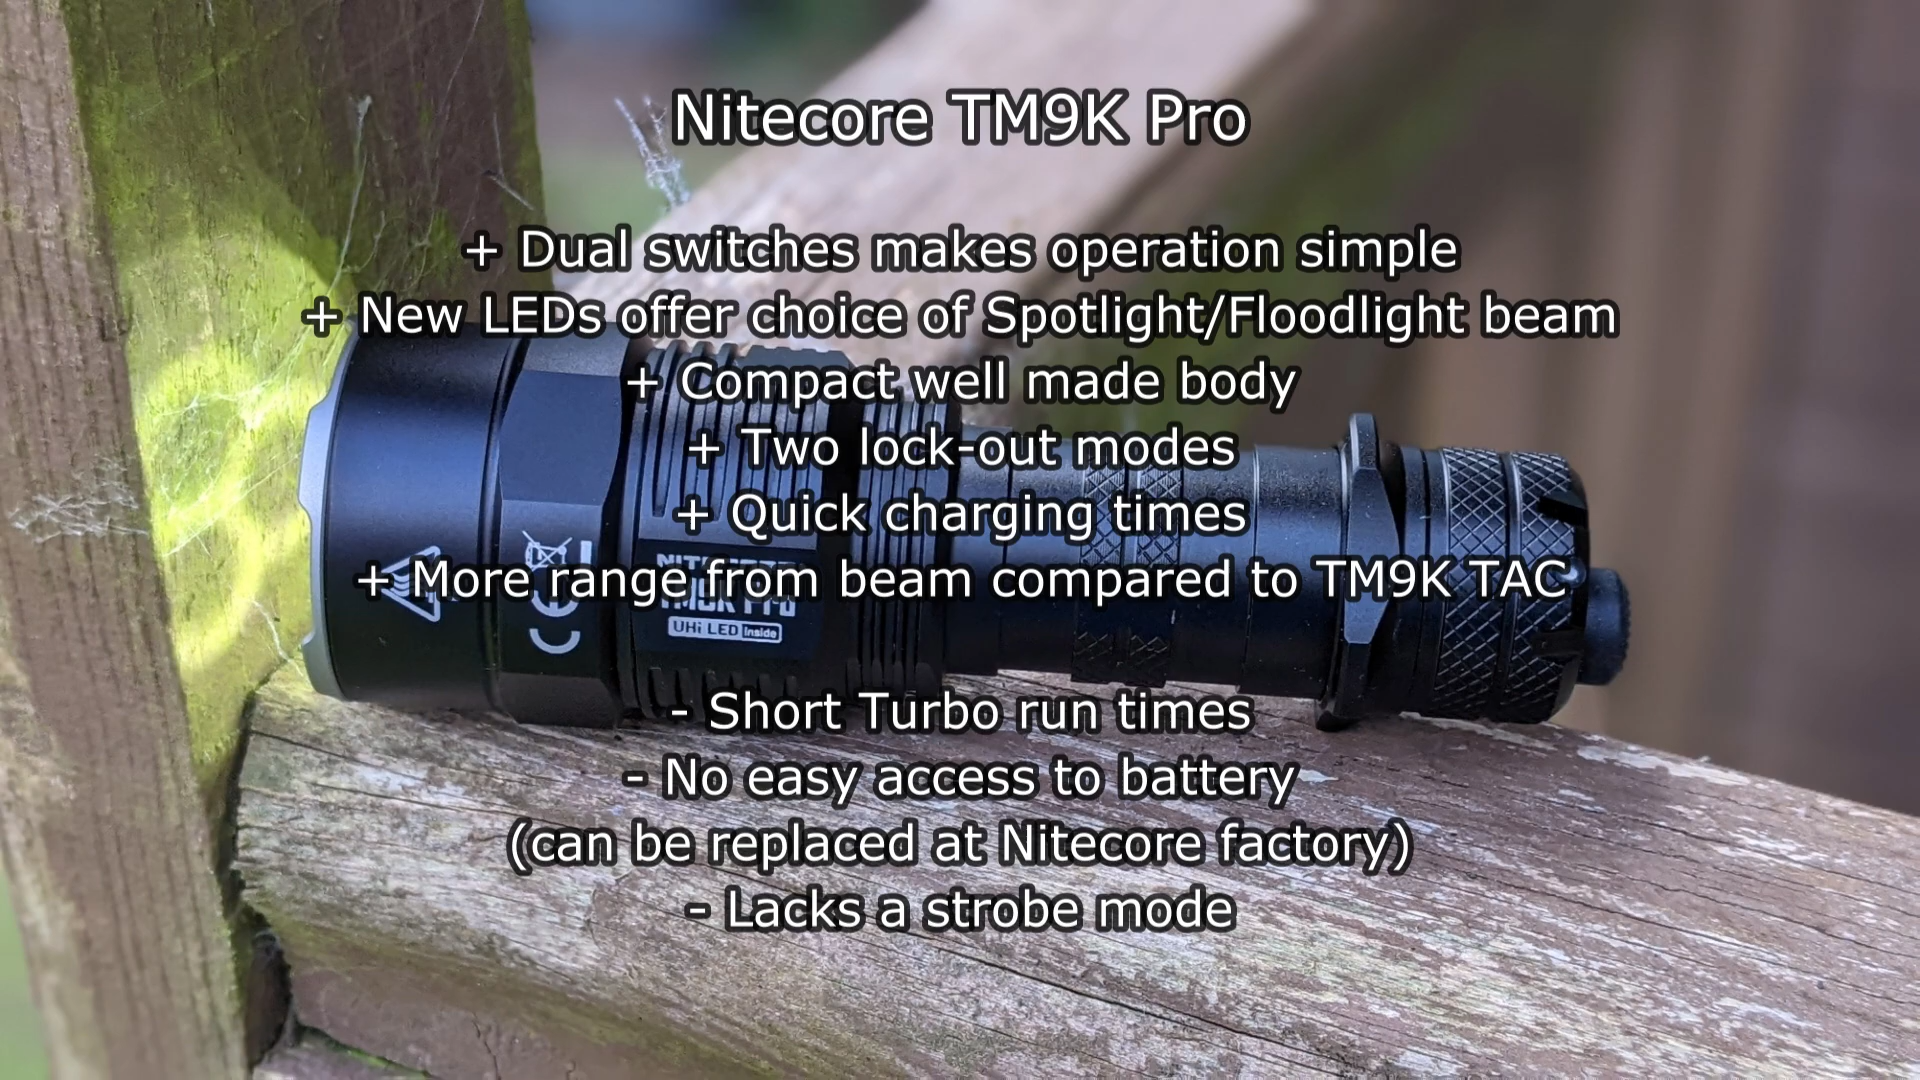 Nitecore TM9K Pro
+ Dual switches makes operation simple
+ New LEDs offer choice of Spotlight/Floodlight beam
+ Compact well made body
+ Two lock-out modes
+ Quick charging times
+ More range from beam compared to TM9K TAC
CE
UHi LED Inside
- Short Turbo run times
- No easy access to battery
(can be replaced at Nitecore factory)
- Lacks a strobe mode